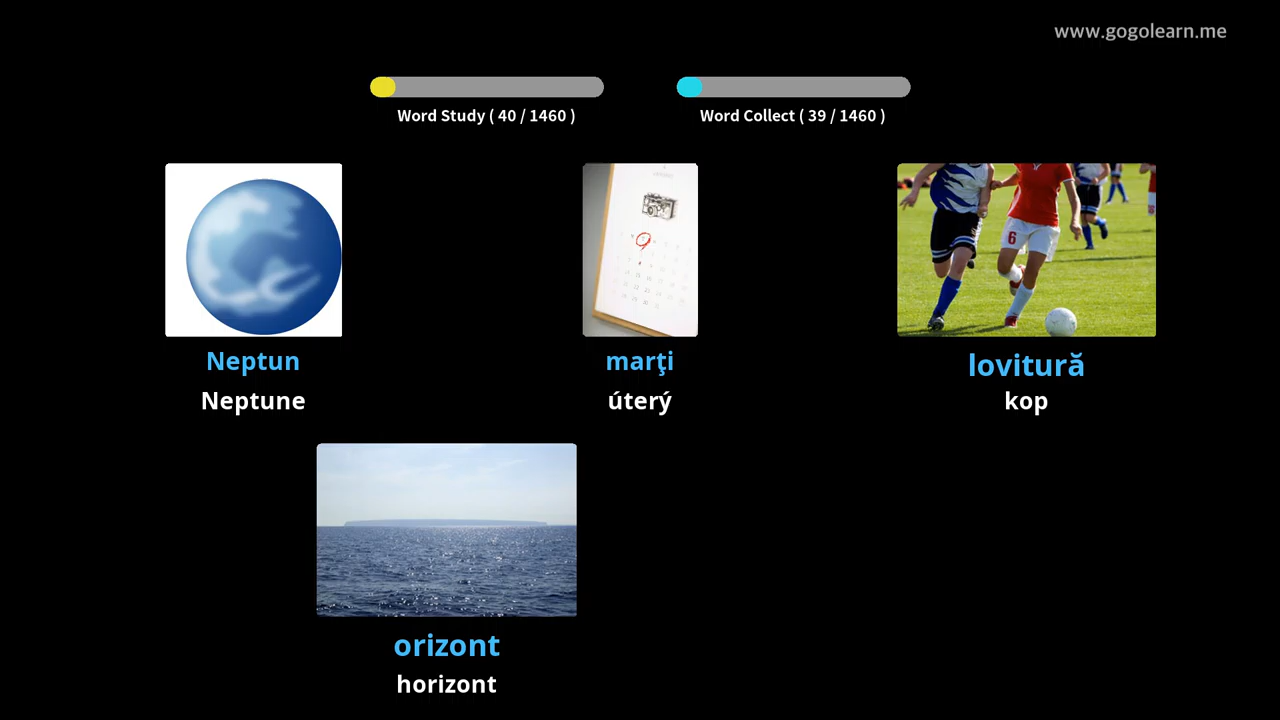 www.gogolearn.me
Word Study ( 40 / 1460 )
Word Collect ( 39 / 1460 )
Neptun
Neptune
marţi
úterý
lovitură
kop
6
orizont
horizont